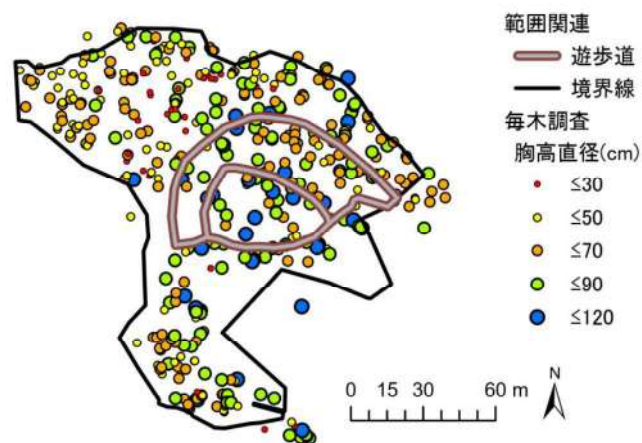 範囲関連
遊歩道
境界線
毎木調査
胸高直径(cm)
≤30
≤50
≤70
≤90
≤120
0 15 30 60 m
N